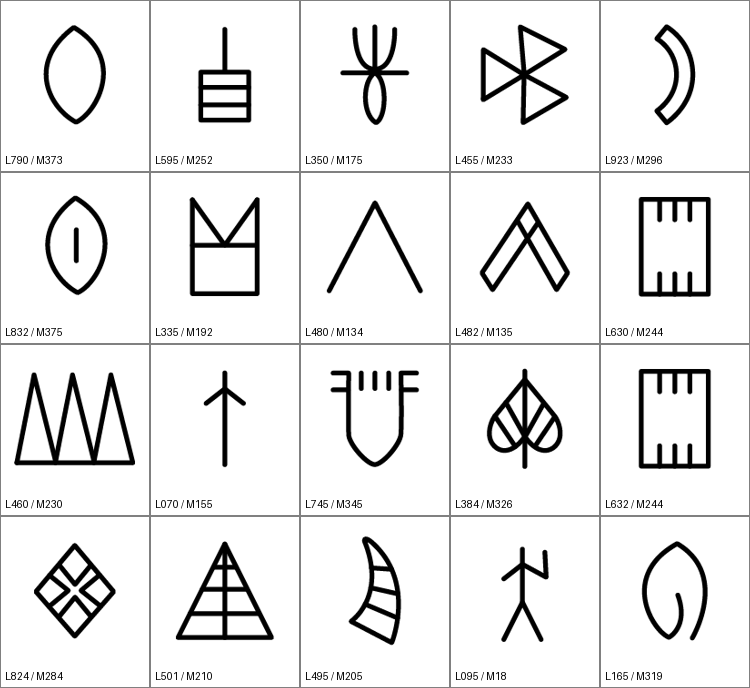 L790 / M373 L595 / M252 L350 / M175 L455 / M233 L923 / M296
L832 / M375 L335 / M192 L480 / M134 L482 / M135 L630 / M244
L460 / M230 L070 / M155 L745 / M345 L384 / M326 L632 / M244
L824 / M284 L501 / M210 L495 / M205 L095 / M18 L165 / M319